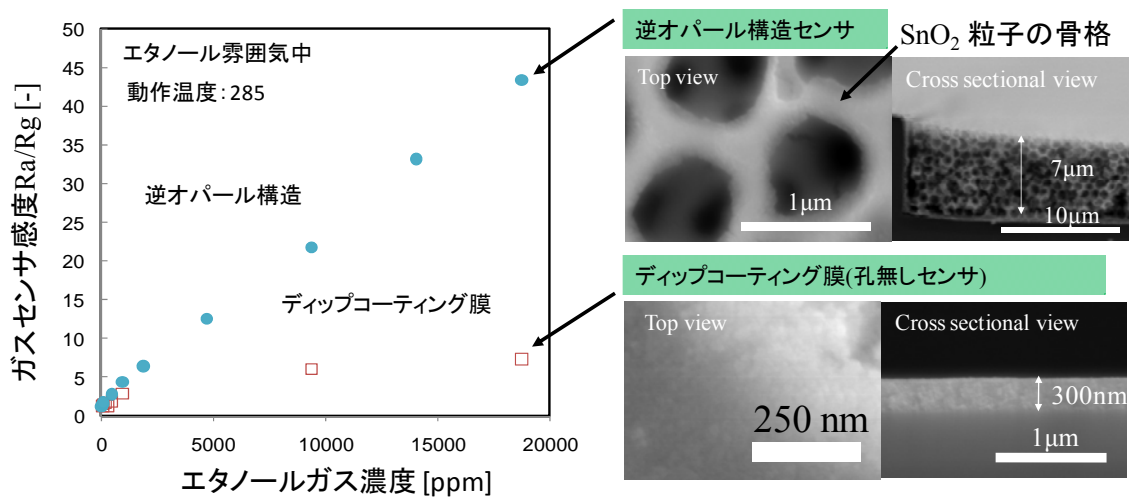 ガスセンサ感度Ra/Rg [-]
50
45
40
35
30
25
20
15
10
5
0
エタノール雰囲気中
動作温度:285
逆オパール構造
ディップコーティング膜
0
5000
10000
15000
20000
エタノールガス濃度 [ppm]
逆オパール構造センサ
SnO₂ 粒子の骨格
Top view
1μm
Cross sectional view
7μm
10μm
ディップコーティング膜(孔無しセンサ)
Top view
250 nm
Cross sectional view
300nm
1μm